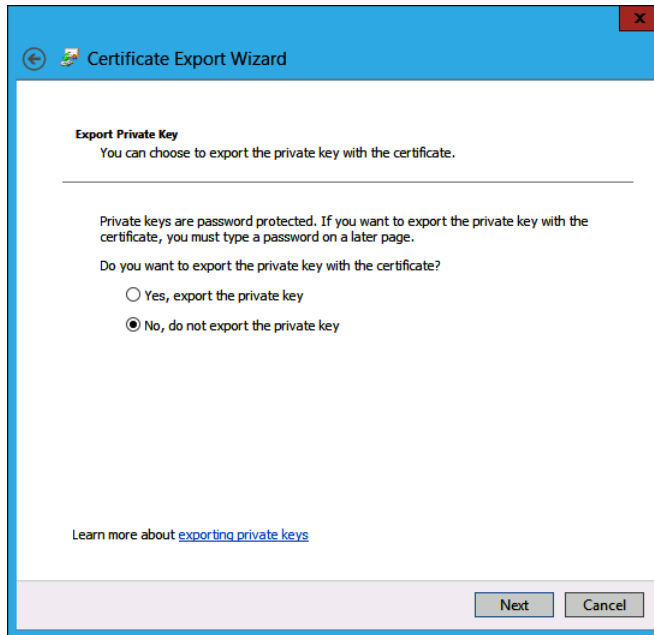 x
Certificate Export Wizard
Export Private Key
You can choose to export the private key with the certificate.
Private keys are password protected. If you want to export the private key with the
certificate, you must type a password on a later page.
Do you want to export the private key with the certificate?
Yes, export the private key
No, do not export the private key
Learn more about exporting private keys
Next Cancel